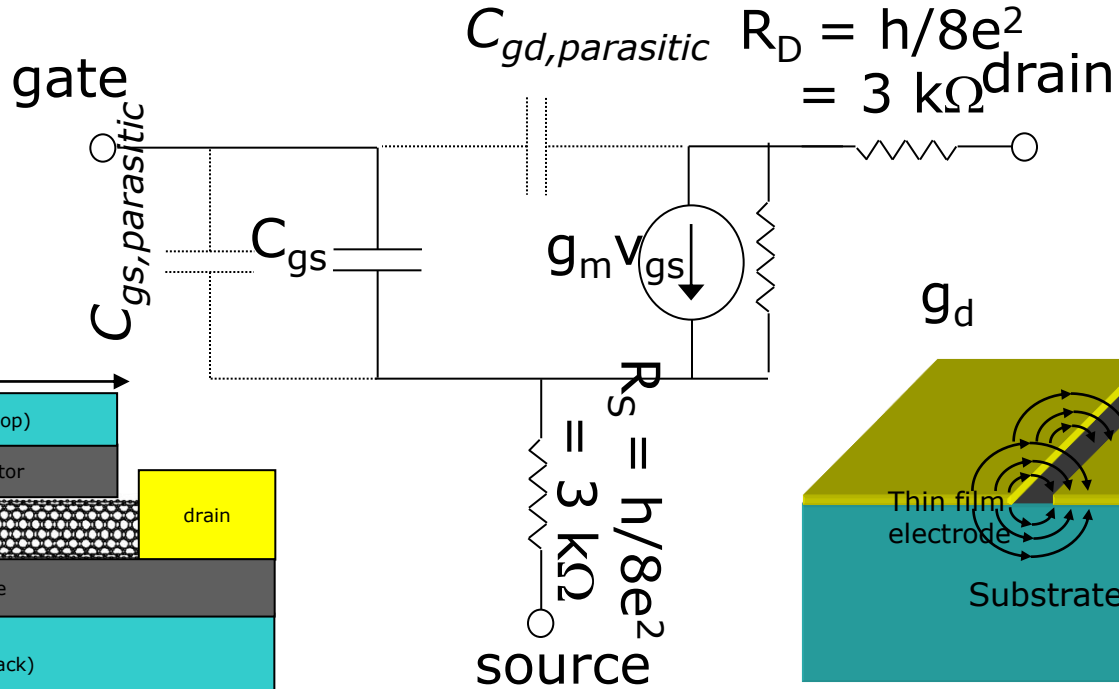 C_gd,parasitic
R_D = h/8e²
= 3 kΩ
gate
drain
C_gs,parasitic
C_gs
g_m v_gs
g_d
R_S = h/8e²
= 3 kΩ
source
op)
tor
drain
e
ack)
Thin film
electrode
Substrate